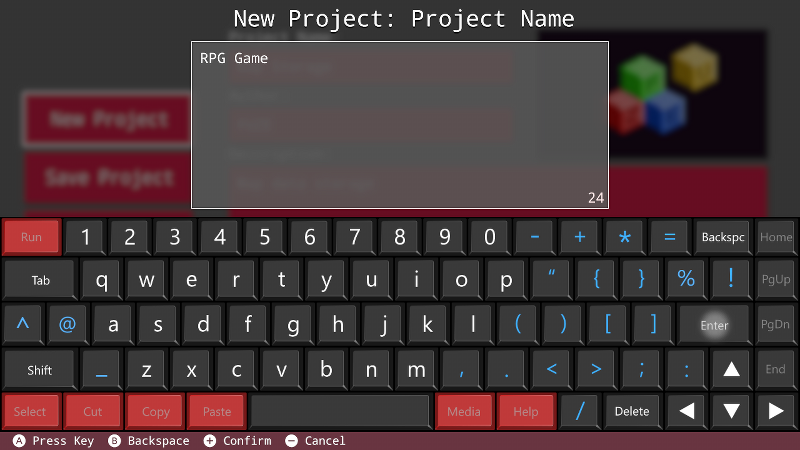 New Project: Project Name
RPG Game
24
New Project
Save Project
Run 1 2 3 4 5 6 7 8 9 0 - + * = Backspc Home
Tab q w e r t y u i o p " { } % ! PgUp
^ @ a s d f g h j k l ( ) [ ] Enter PgDn
Shift _ z x c v b n m , . < > ; : ▲ End
Select Cut Copy Paste Media Help / Delete ◀ ▼ ▶
A Press Key B Backspace + Confirm - Cancel